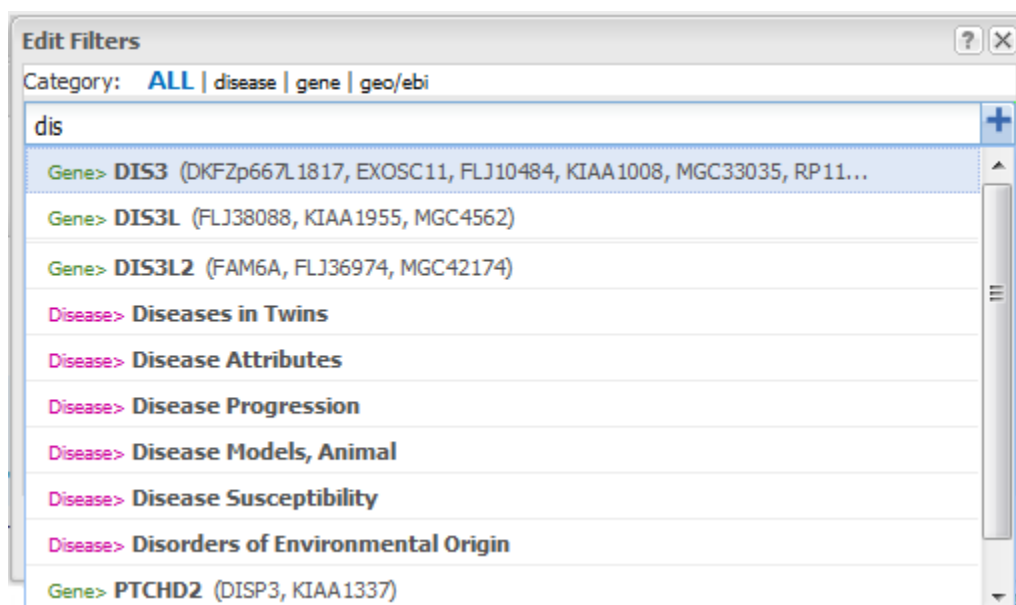 Edit Filters
Category: ALL | disease | gene | geo/ebi
dis
Gene> DIS3 (DKFZp667L1817, EXOSC11, FLJ10484, KIAA1008, MGC33035, RP11...
Gene> DIS3L (FLJ38088, KIAA1955, MGC4562)
Gene> DIS3L2 (FAM6A, FLJ36974, MGC42174)
Disease> Diseases in Twins
Disease> Disease Attributes
Disease> Disease Progression
Disease> Disease Models, Animal
Disease> Disease Susceptibility
Disease> Disorders of Environmental Origin
Gene> PTCHD2 (DISP3, KIAA1337)